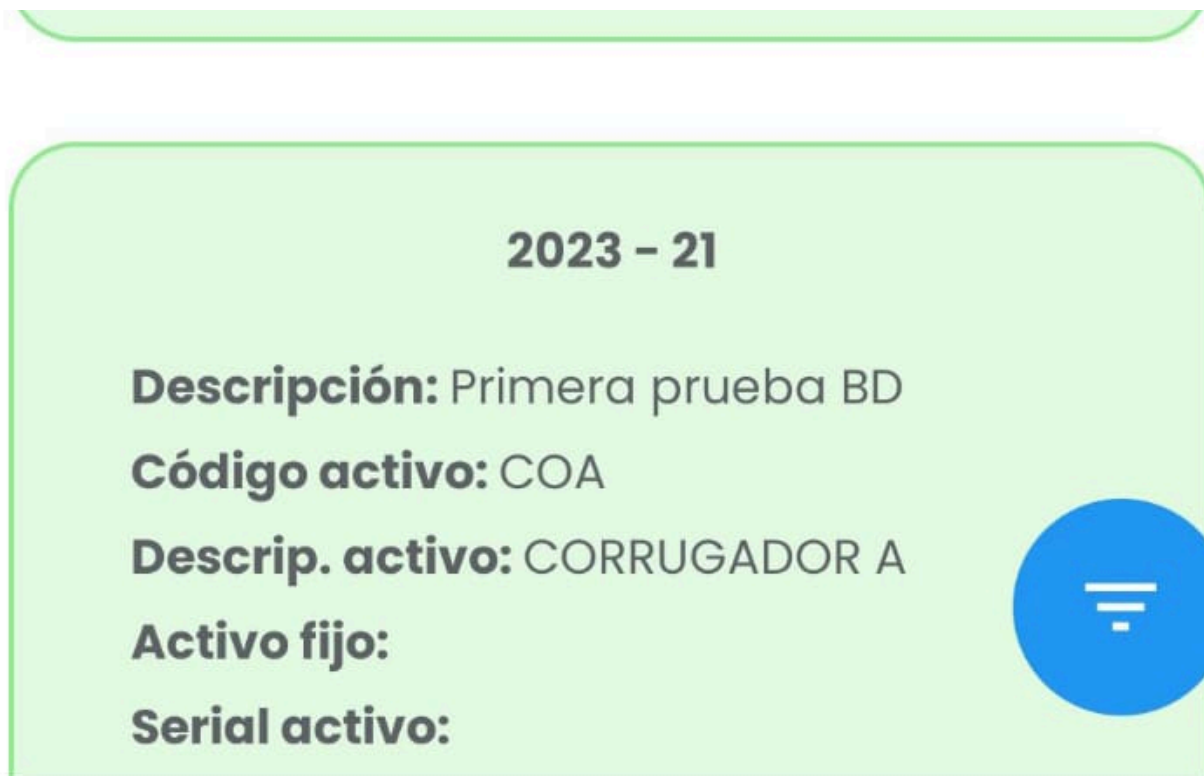 2023 - 21
Descripción: Primera prueba BD
Código activo: COA
Descrip. activo: CORRUGADOR A
Activo fijo:
Serial activo: